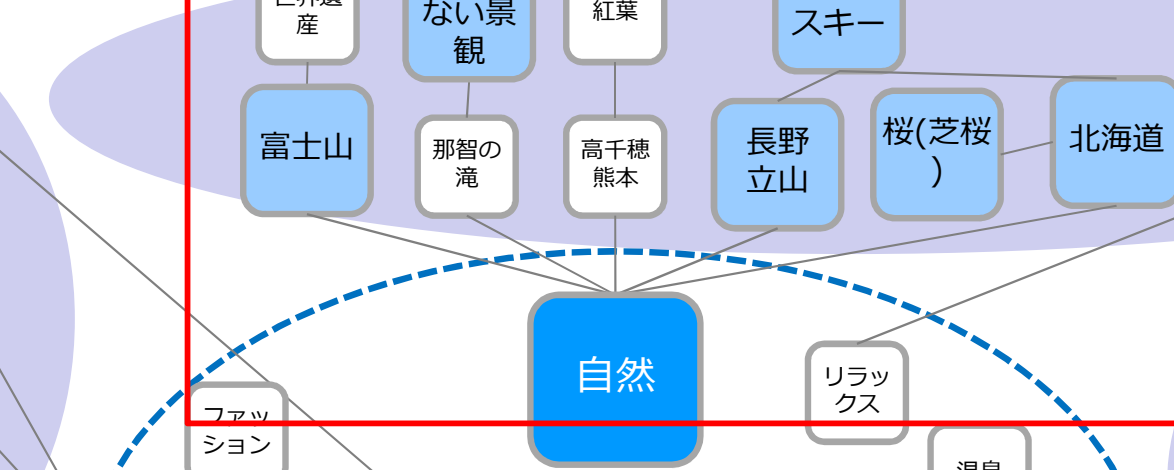 産
ない景
観
紅葉
スキー
富士山
那智の
滝
高千穂
熊本
長野
立山
桜(芝桜
)
北海道
自然
リラッ
クス
ファッ
ション